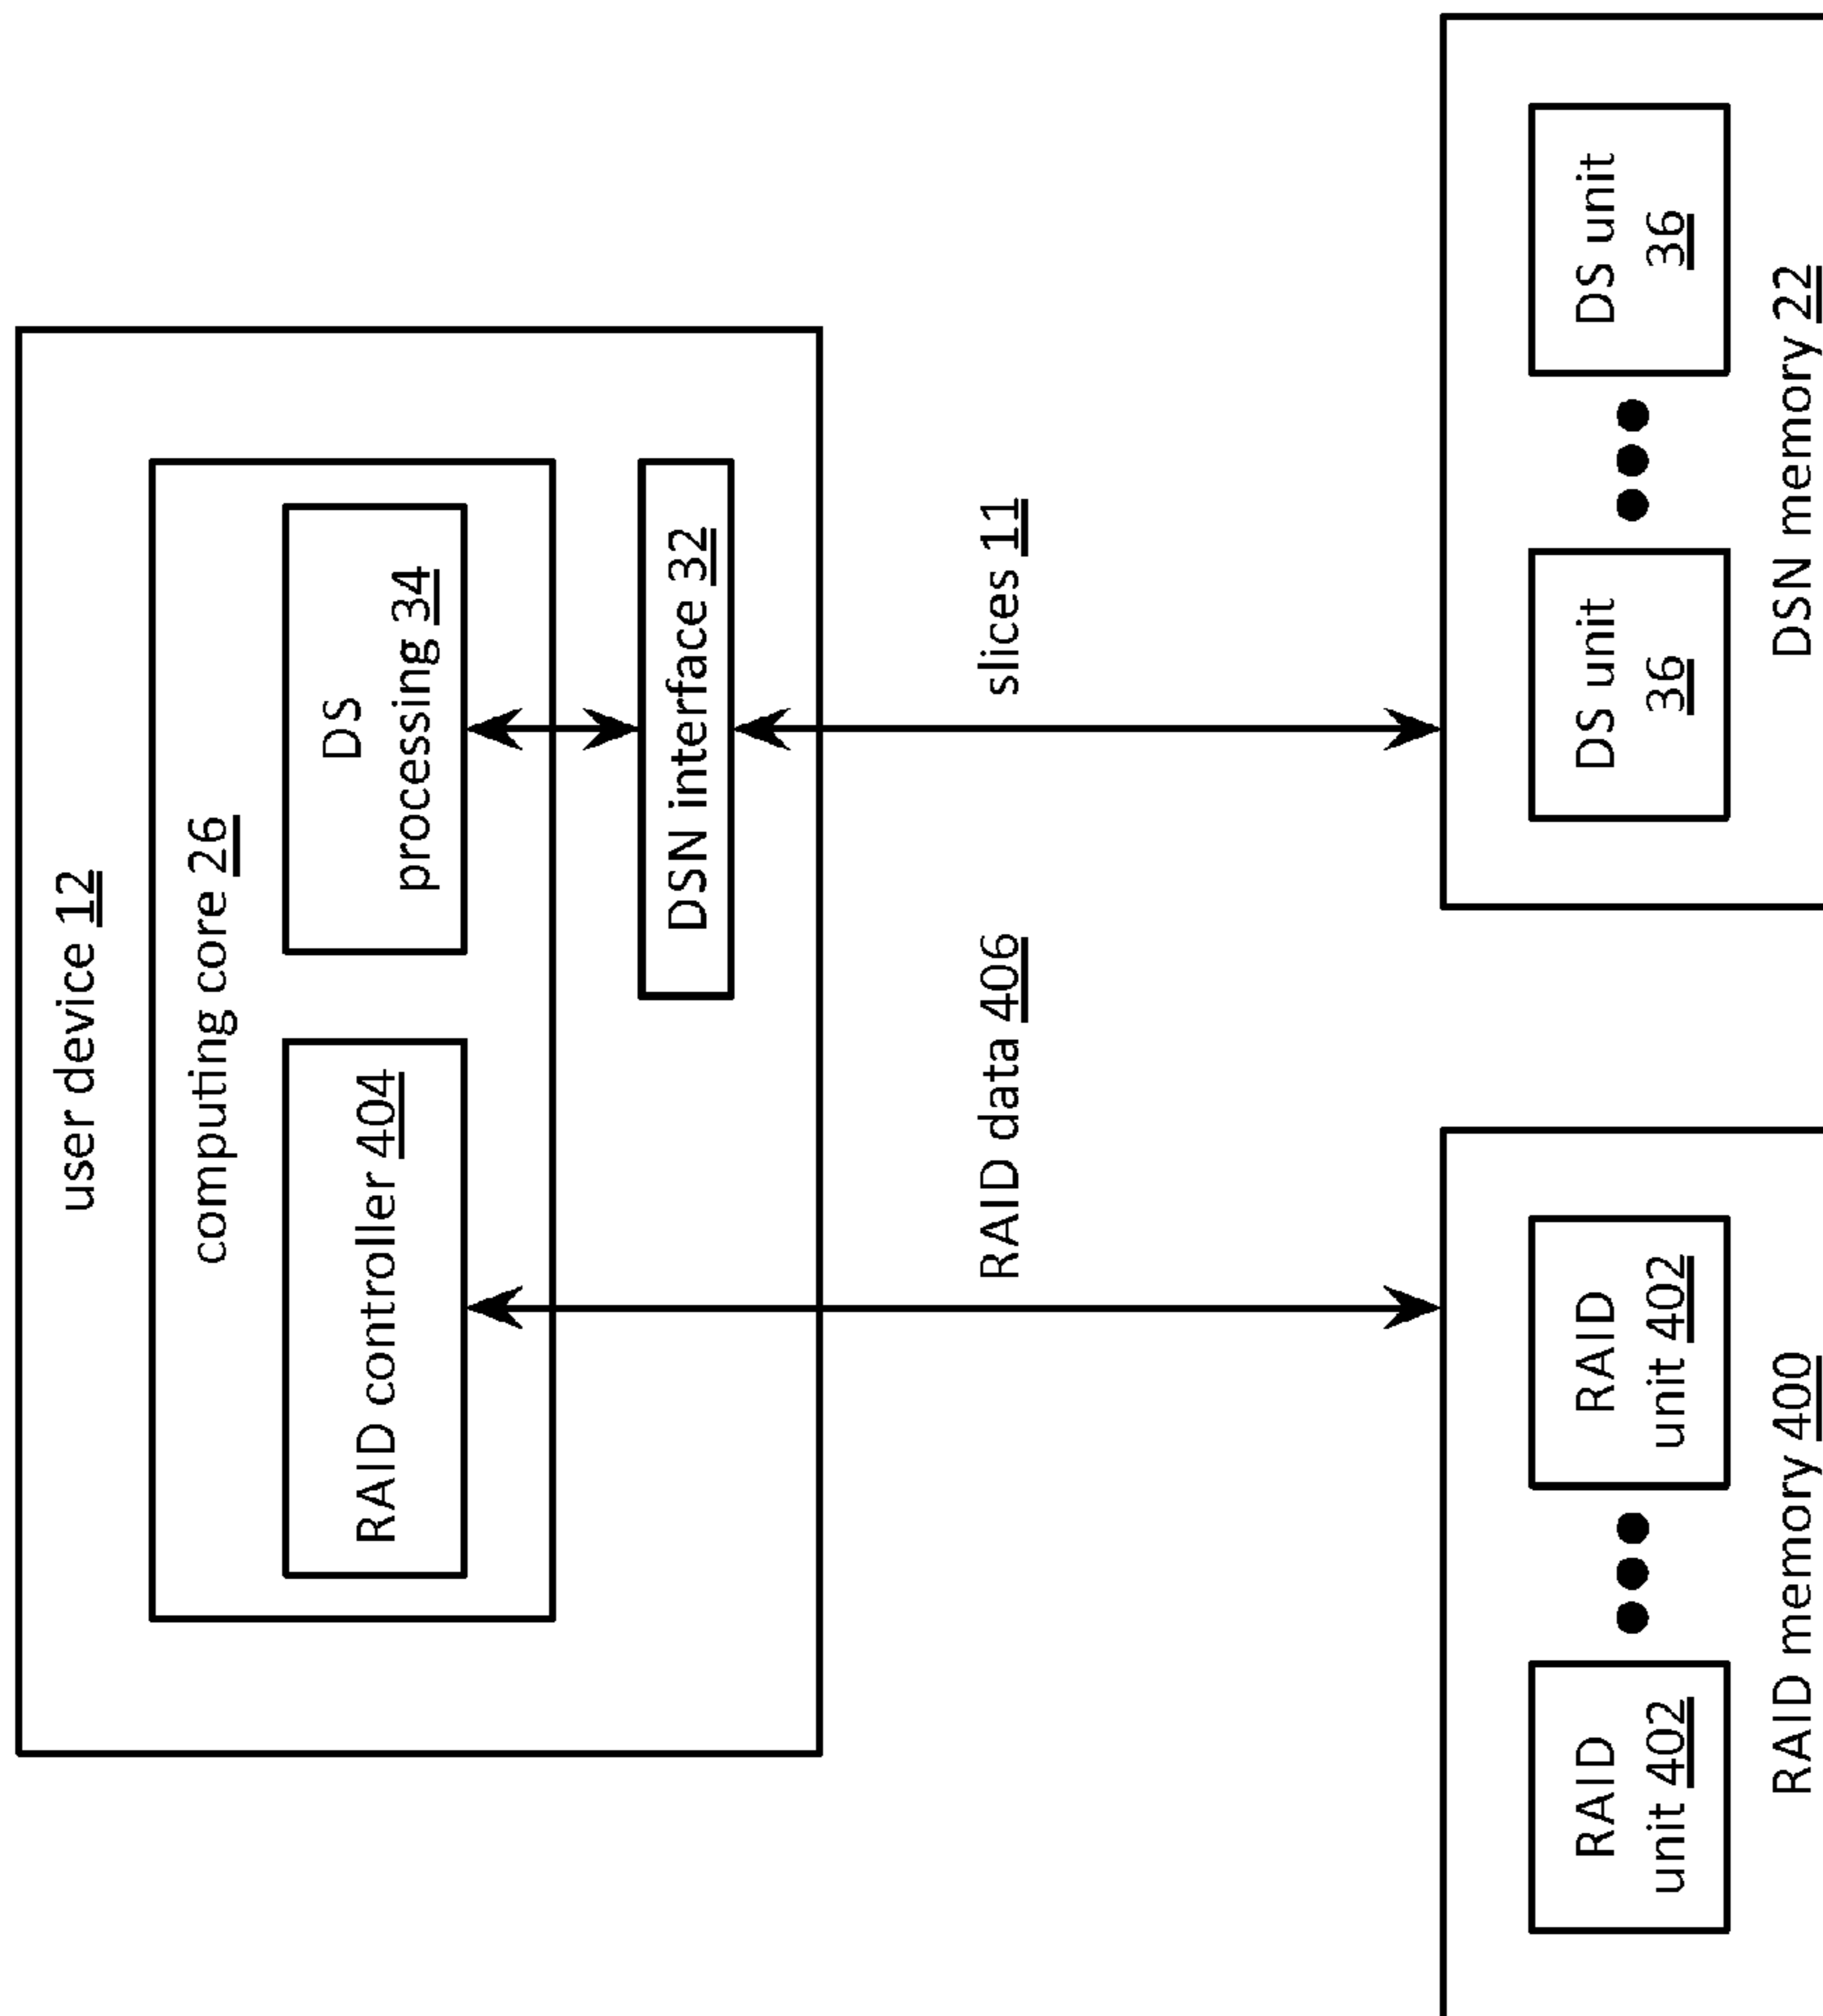 user device 12
computing core 26
RAID controller 404
DS
processing 34
DSN interface 32
RAID data 406
slices 11
RAID
unit 402
RAID
unit 402
RAID memory 400
DS unit
36
DS unit
36
DSN memory 22